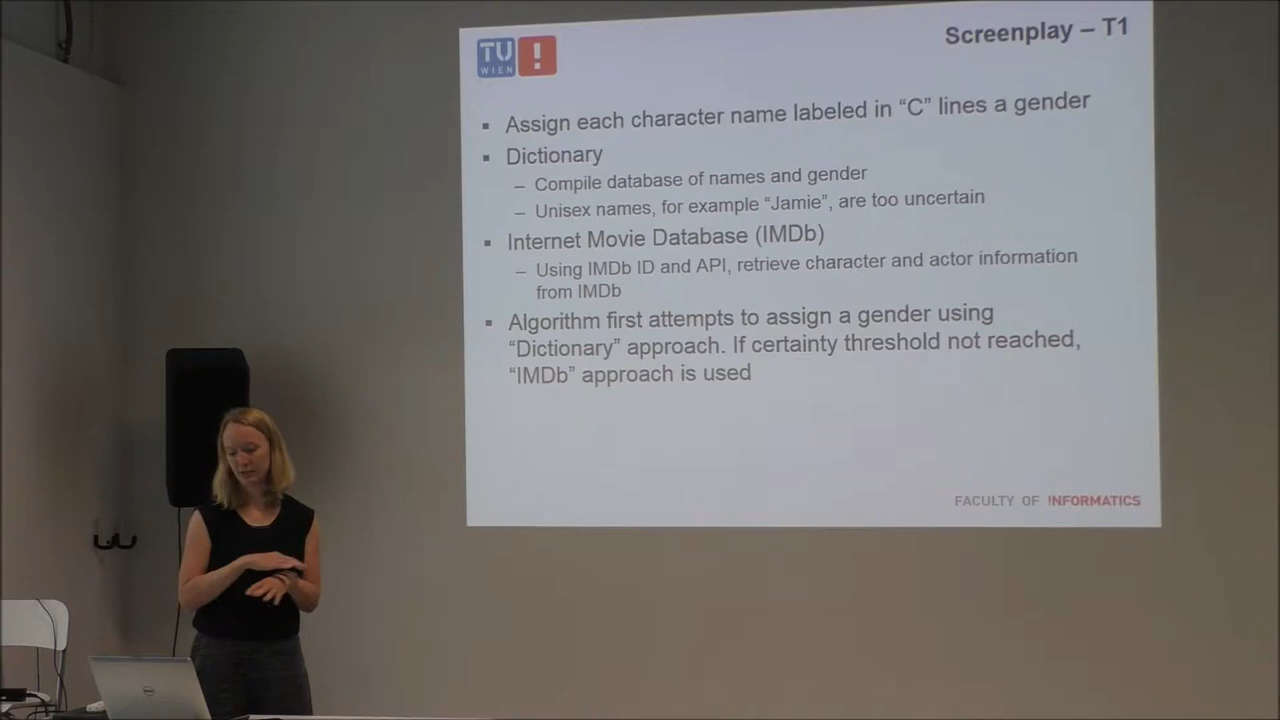 TU
WIEN
!
Screenplay – T1
Assign each character name labeled in “C” lines a gender
Dictionary
– Compile database of names and gender
– Unisex names, for example “Jamie”, are too uncertain
Internet Movie Database (IMDb)
– Using IMDb ID and API, retrieve character and actor information
from IMDb
Algorithm first attempts to assign a gender using
“Dictionary” approach. If certainty threshold not reached,
“IMDb” approach is used
FACULTY OF !NFORMATICS
DELL